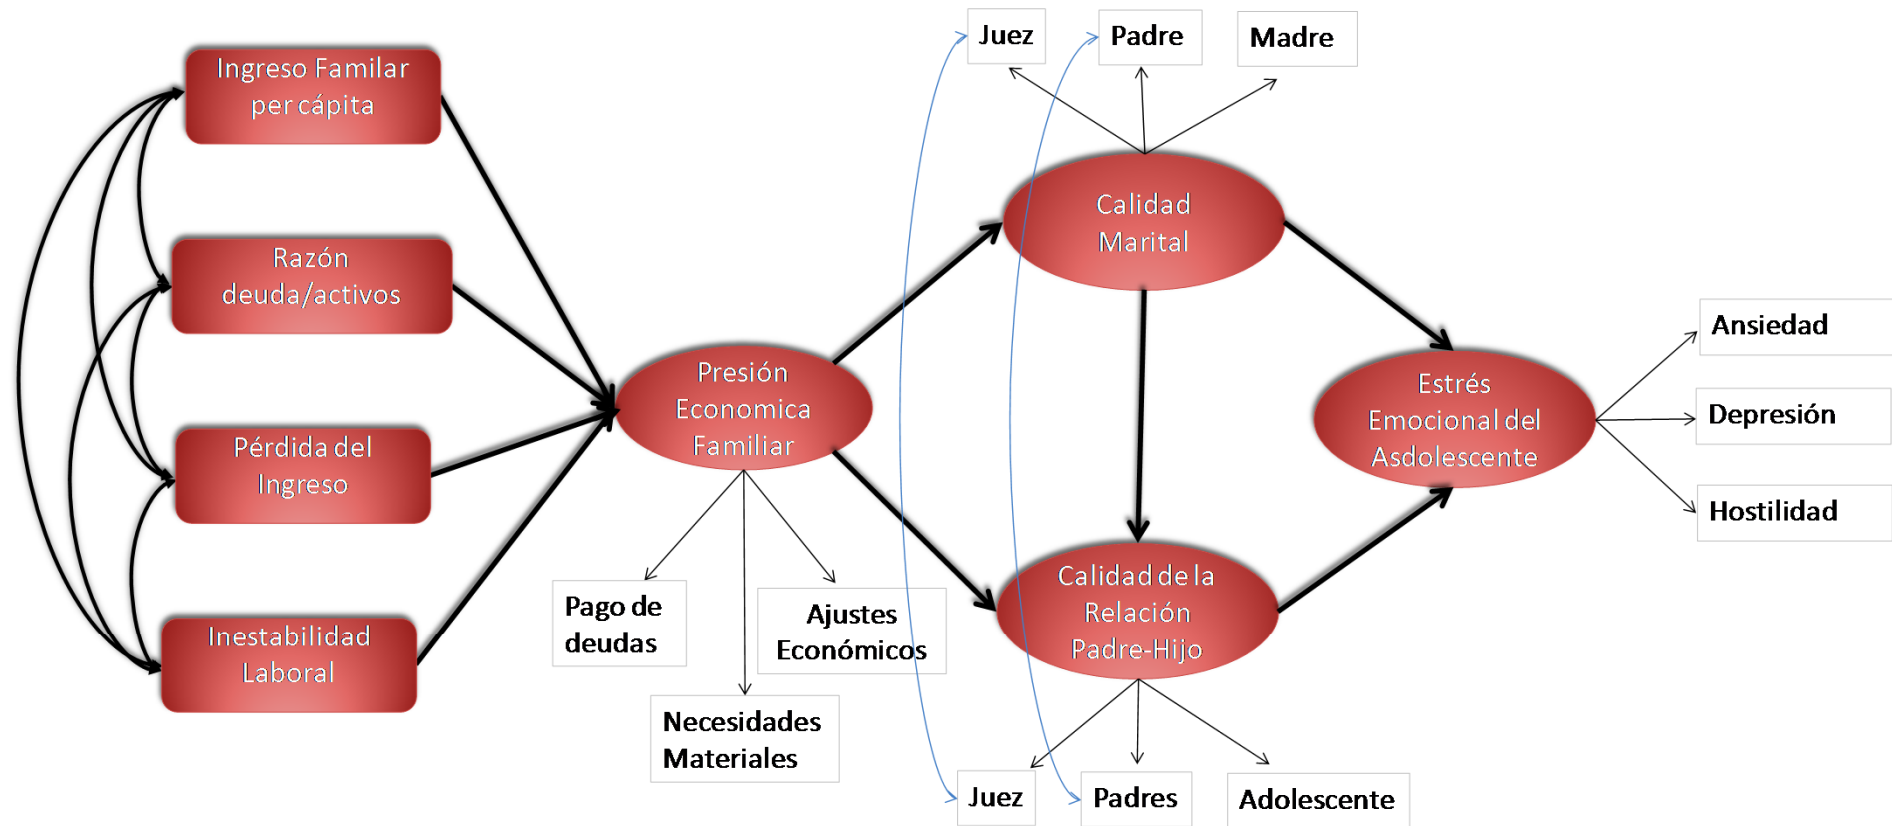 Ingreso Familar
per cápita
Razón
deuda/activos
Pérdida del
Ingreso
Inestabilidad
Laboral
Presión
Economica
Familiar
Pago de
deudas
Ajustes
Económicos
Necesidades
Materiales
Juez
Padre
Madre
Calidad
Marital
Calidad de la
Relación
Padre-Hijo
Juez
Padres
Adolescente
Estrés
Emocional del
Asdolescente
Ansiedad
Depresión
Hostilidad